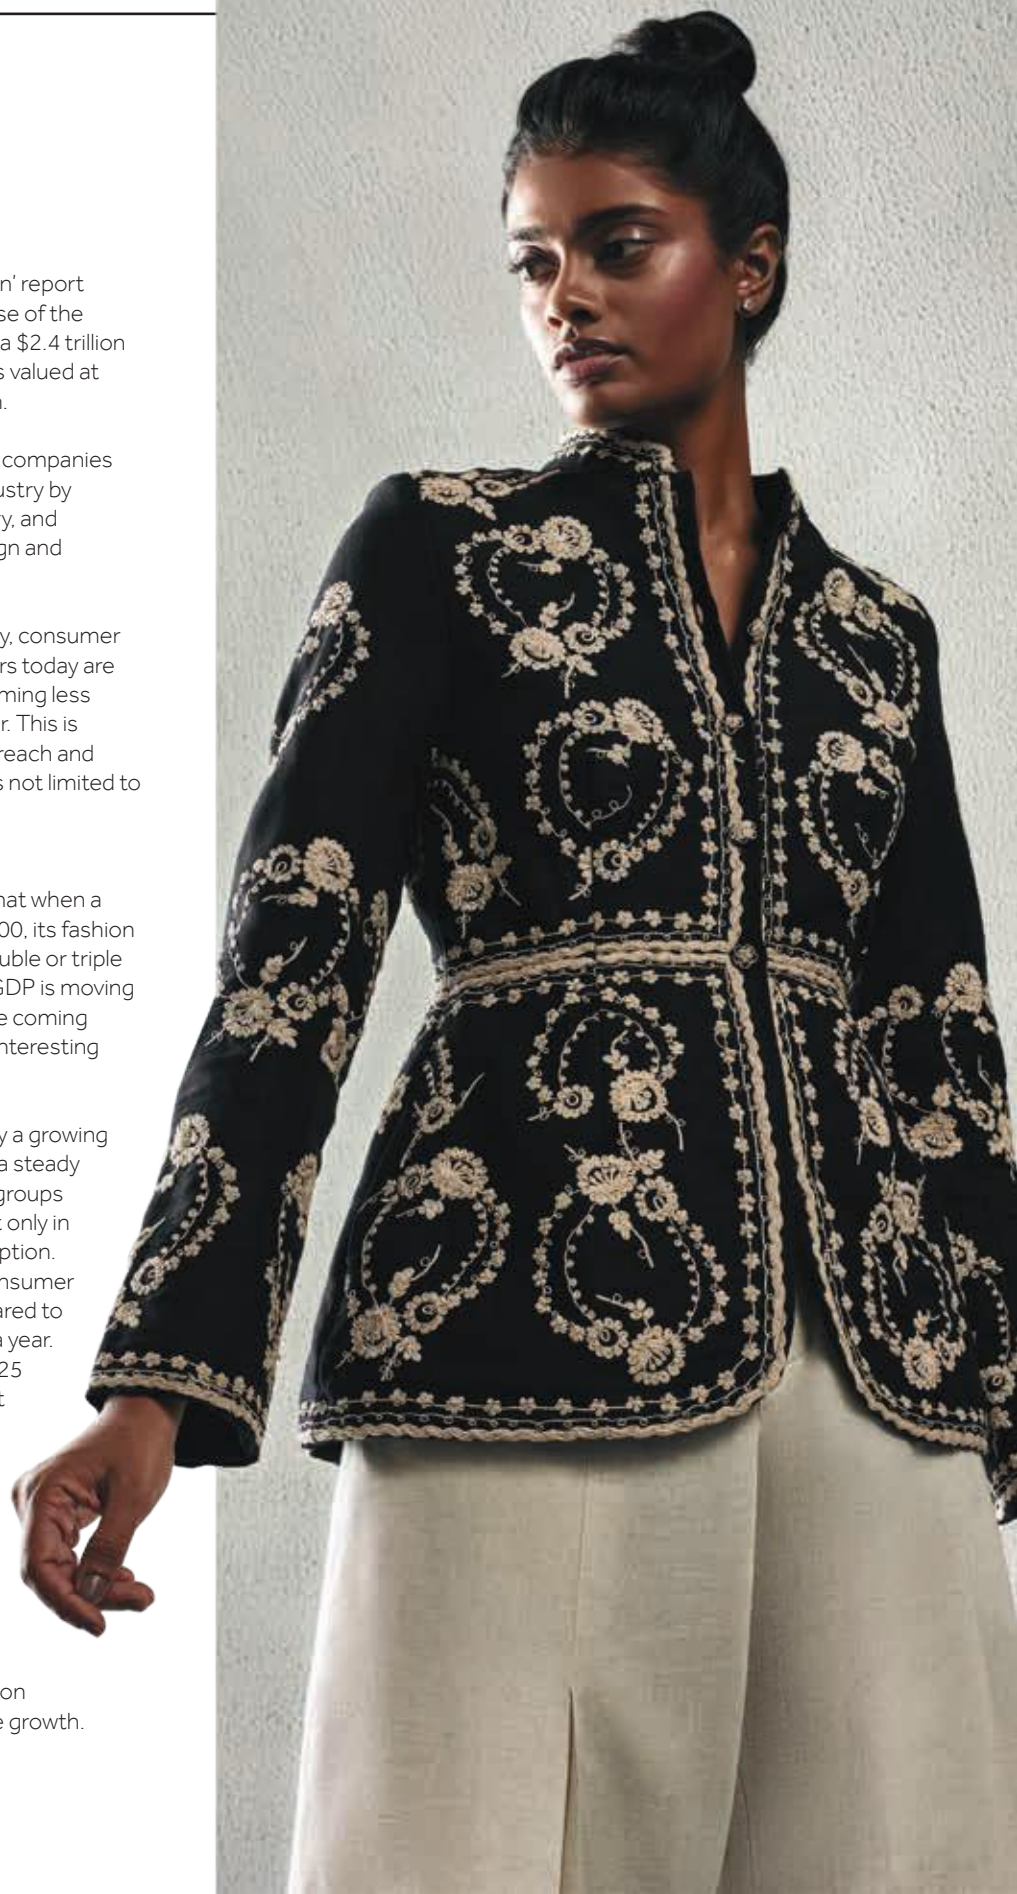 n' report
se of the
a $2.4 trillion
s valued at
n.
companies
ustry by
y, and
gn and
y, consumer
rs today are
ming less
r. This is
reach and
s not limited to
hat when a
00, its fashion
uble or triple
GDP is moving
e coming
nteresting
y a growing
a steady
groups
t only in
ption.
nsumer
ared to
a year.
25
t
on
e growth.